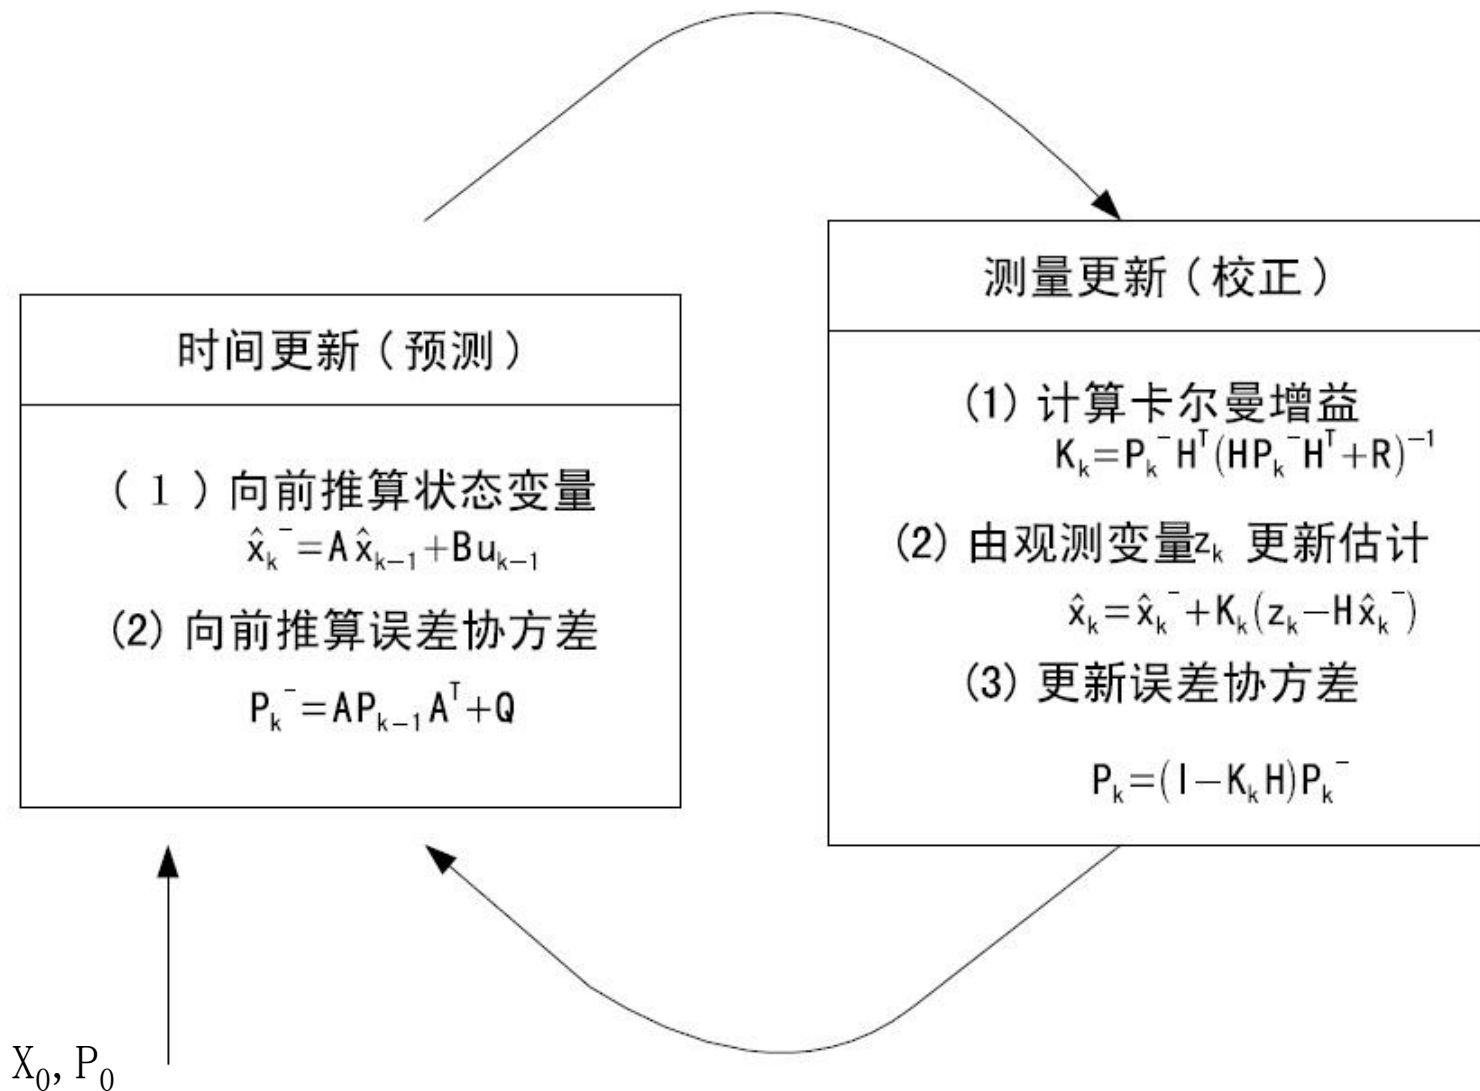 时间更新（预测）
（1）向前推算状态变量
x̂ₖ⁻=Ax̂ₖ₋₁+Buₖ₋₁
(2) 向前推算误差协方差
Pₖ⁻=APₖ₋₁Aᵀ+Q
X₀, P₀
测量更新（校正）
(1) 计算卡尔曼增益
Kₖ=Pₖ⁻Hᵀ(HPₖ⁻Hᵀ+R)⁻¹
(2) 由观测变量zₖ 更新估计
x̂ₖ=x̂ₖ⁻+Kₖ(zₖ−Hx̂ₖ⁻)
(3) 更新误差协方差
Pₖ=(I−KₖH)Pₖ⁻